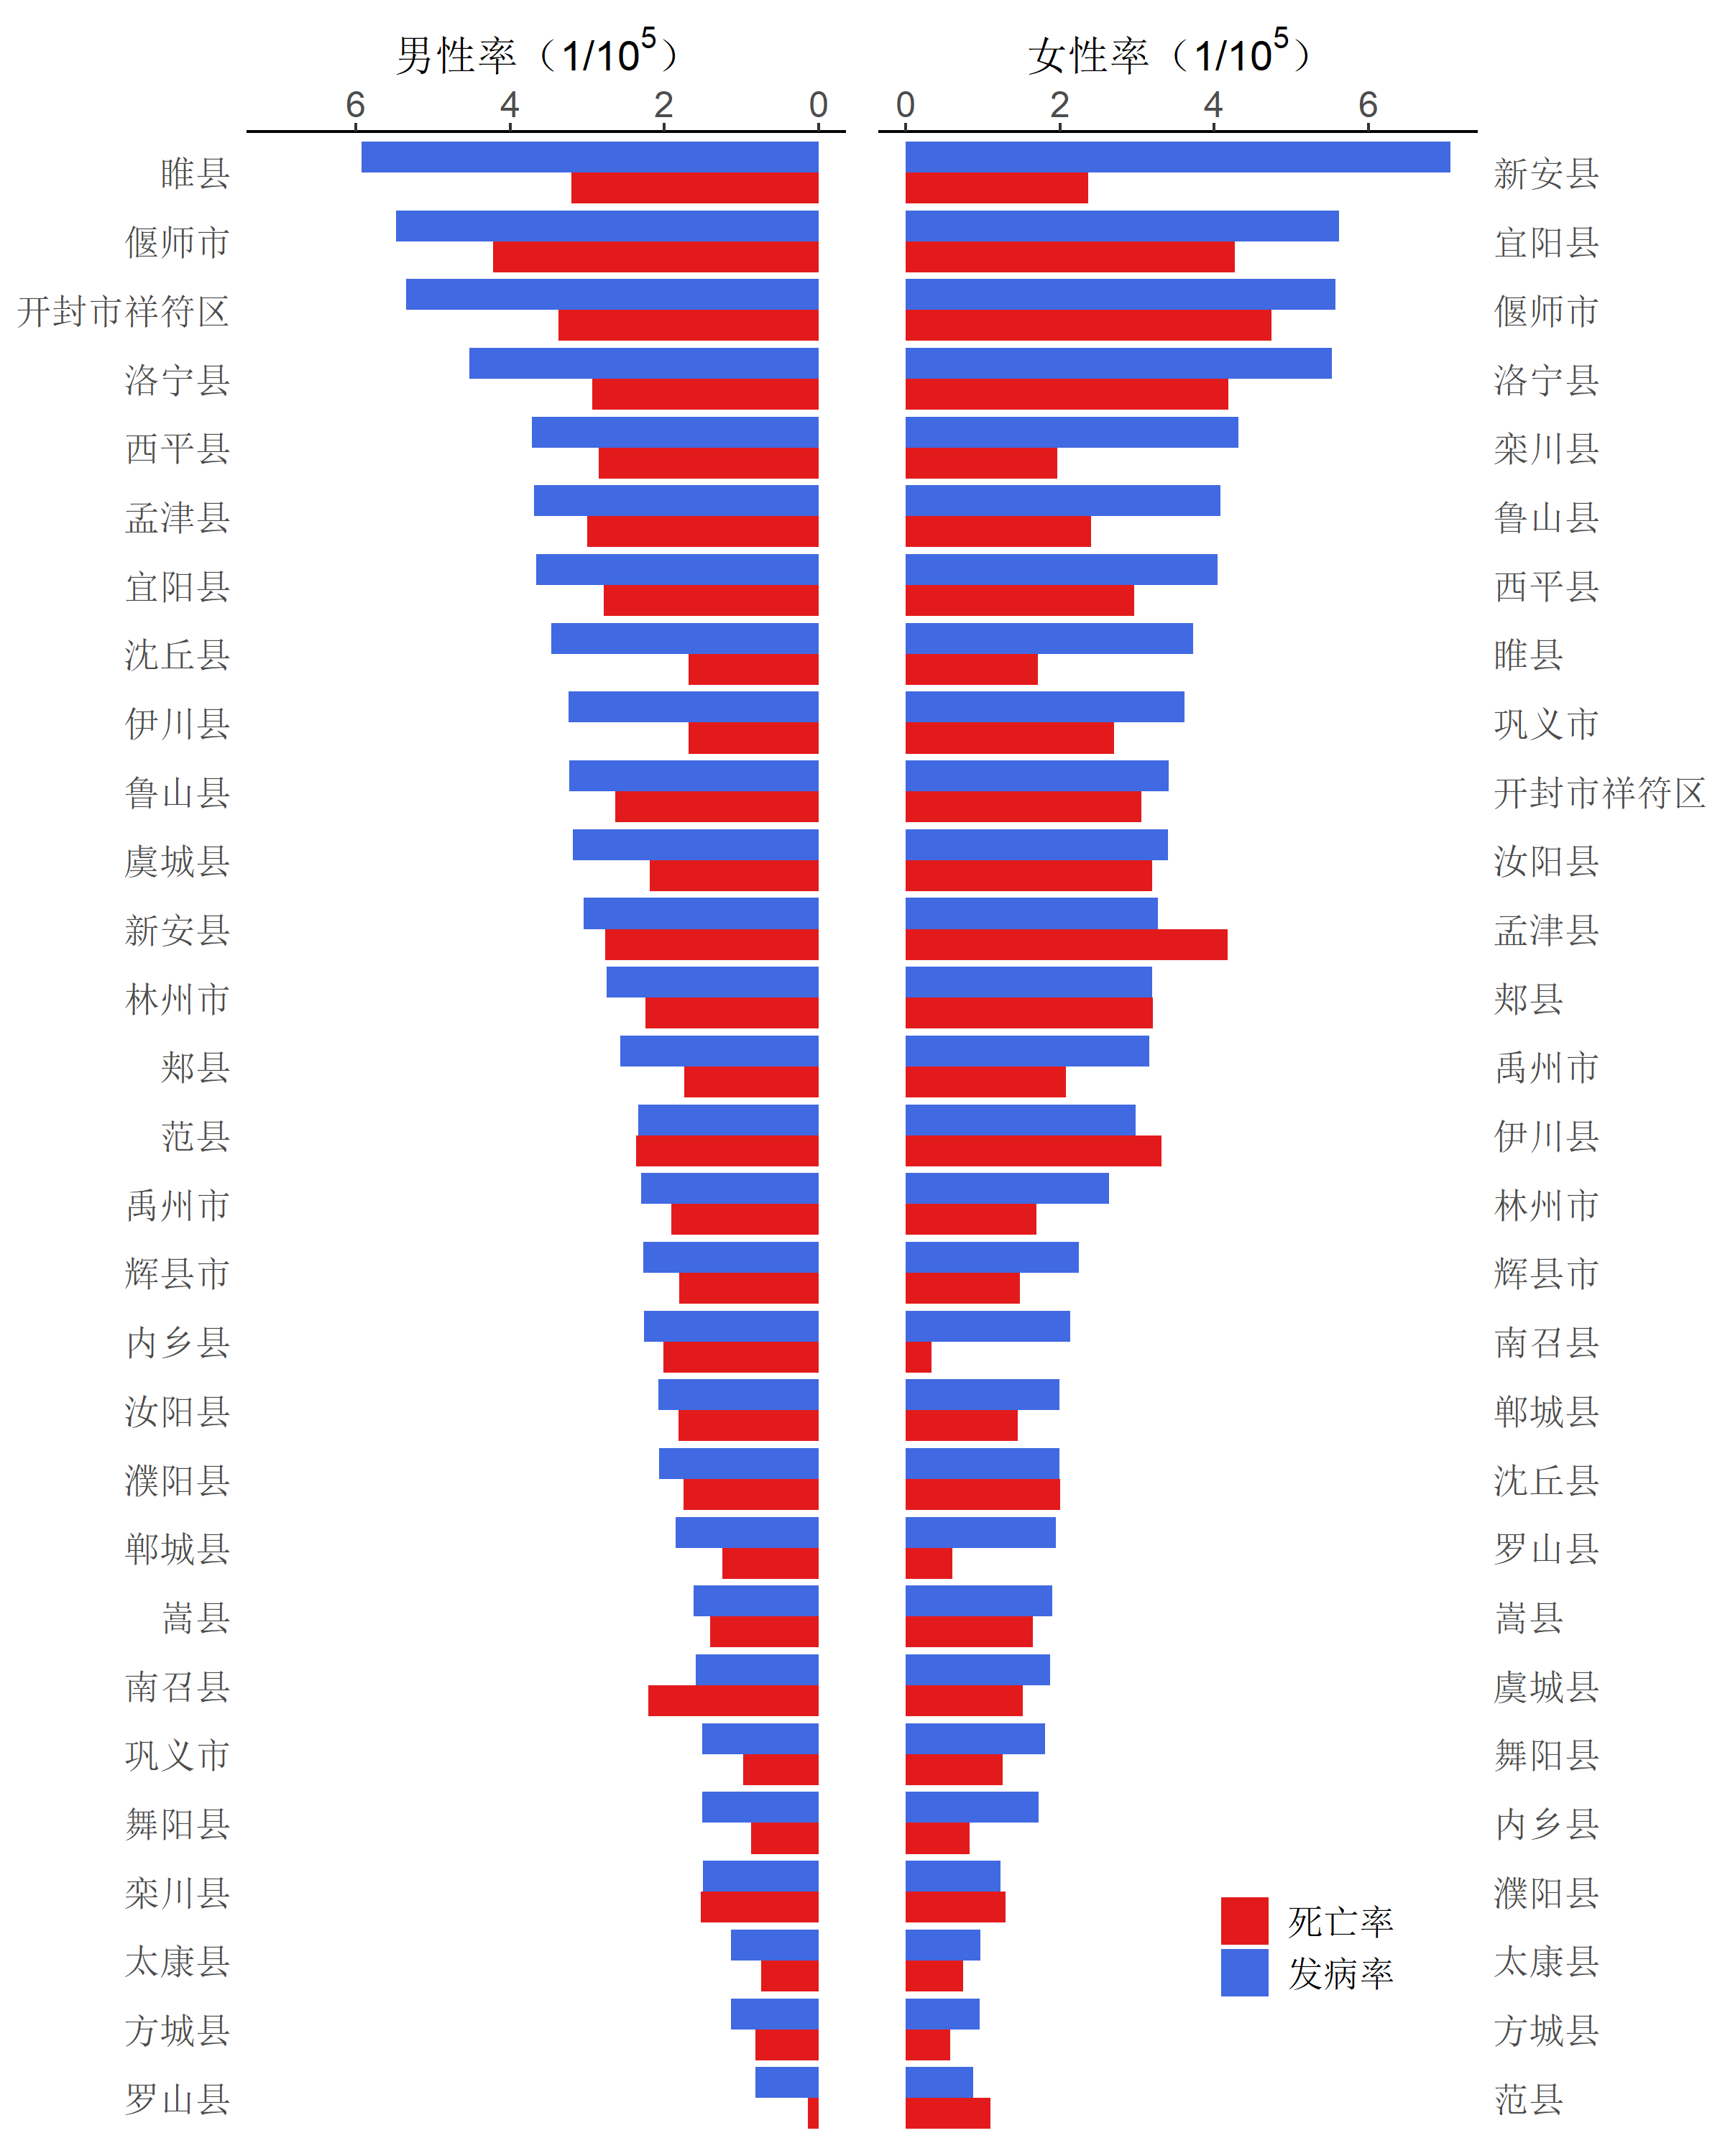 男性率（1/10⁵） 女性率（1/10⁵）
6 4 2 0 0 2 4 6
睢县 新安县
偃师市 宜阳县
开封市祥符区 偃师市
洛宁县 洛宁县
西平县 栾川县
孟津县 鲁山县
宜阳县 西平县
沈丘县 睢县
伊川县 巩义市
鲁山县 开封市祥符区
虞城县 汝阳县
新安县 孟津县
林州市 郏县
郏县 禹州市
范县 伊川县
禹州市 林州市
辉县市 辉县市
内乡县 南召县
汝阳县 郸城县
濮阳县 沈丘县
郸城县 罗山县
嵩县 嵩县
南召县 虞城县
巩义市 舞阳县
舞阳县 内乡县
栾川县 濮阳县
死亡率
太康县 太康县
发病率
方城县 方城县
罗山县 范县